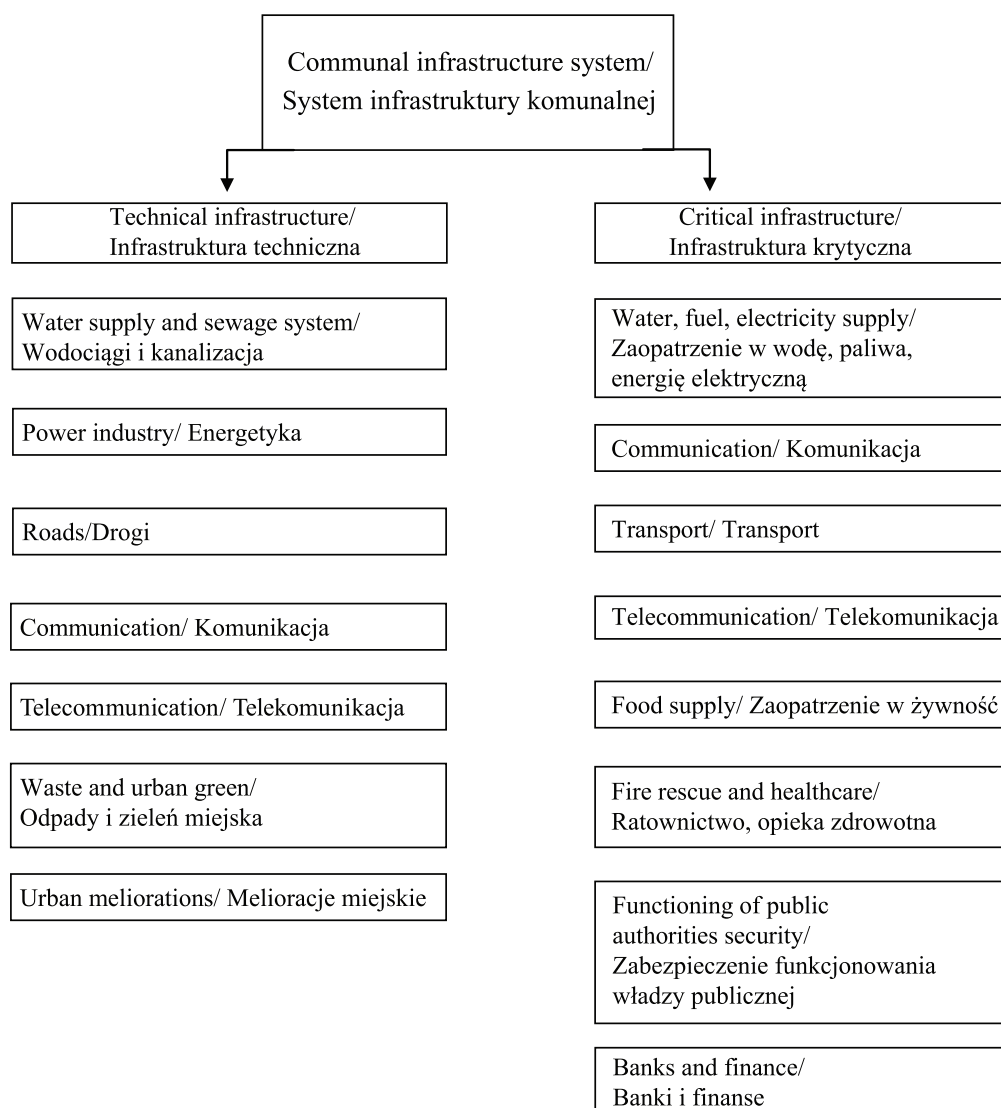 Communal infrastructure system/
System infrastruktury komunalnej
Technical infrastructure/
Infrastruktura techniczna
Water supply and sewage system/
Wodociągi i kanalizacja
Power industry/ Energetyka
Roads/Drogi
Communication/ Komunikacja
Telecommunication/ Telekomunikacja
Waste and urban green/
Odpady i zieleń miejska
Urban meliorations/ Melioracje miejskie
Critical infrastructure/
Infrastruktura krytyczna
Water, fuel, electricity supply/
Zaopatrzenie w wodę, paliwa,
energię elektryczną
Communication/ Komunikacja
Transport/ Transport
Telecommunication/ Telekomunikacja
Food supply/ Zaopatrzenie w żywność
Fire rescue and healthcare/
Ratownictwo, opieka zdrowotna
Functioning of public
authorities security/
Zabezpieczenie funkcjonowania
władzy publicznej
Banks and finance/
Banki i finanse